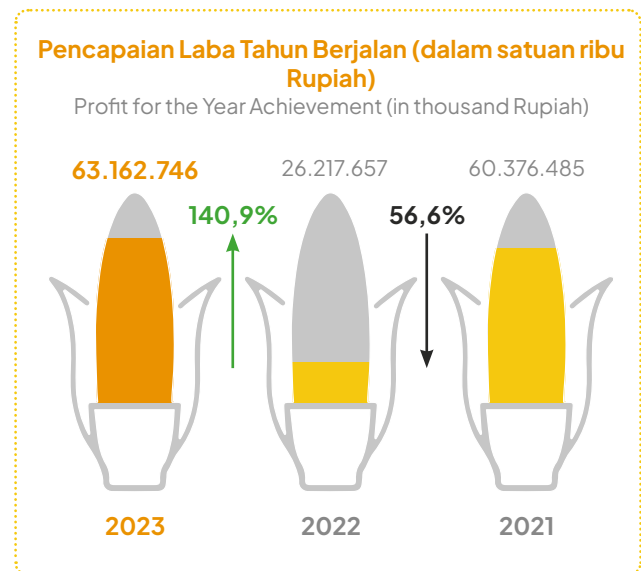 Pencapaian Laba Tahun Berjalan (dalam satuan ribu
Rupiah)
Profit for the Year Achievement (in thousand Rupiah)
63.162.746
26.217.657
60.376.485
140,9%
56,6%
2023
2022
2021